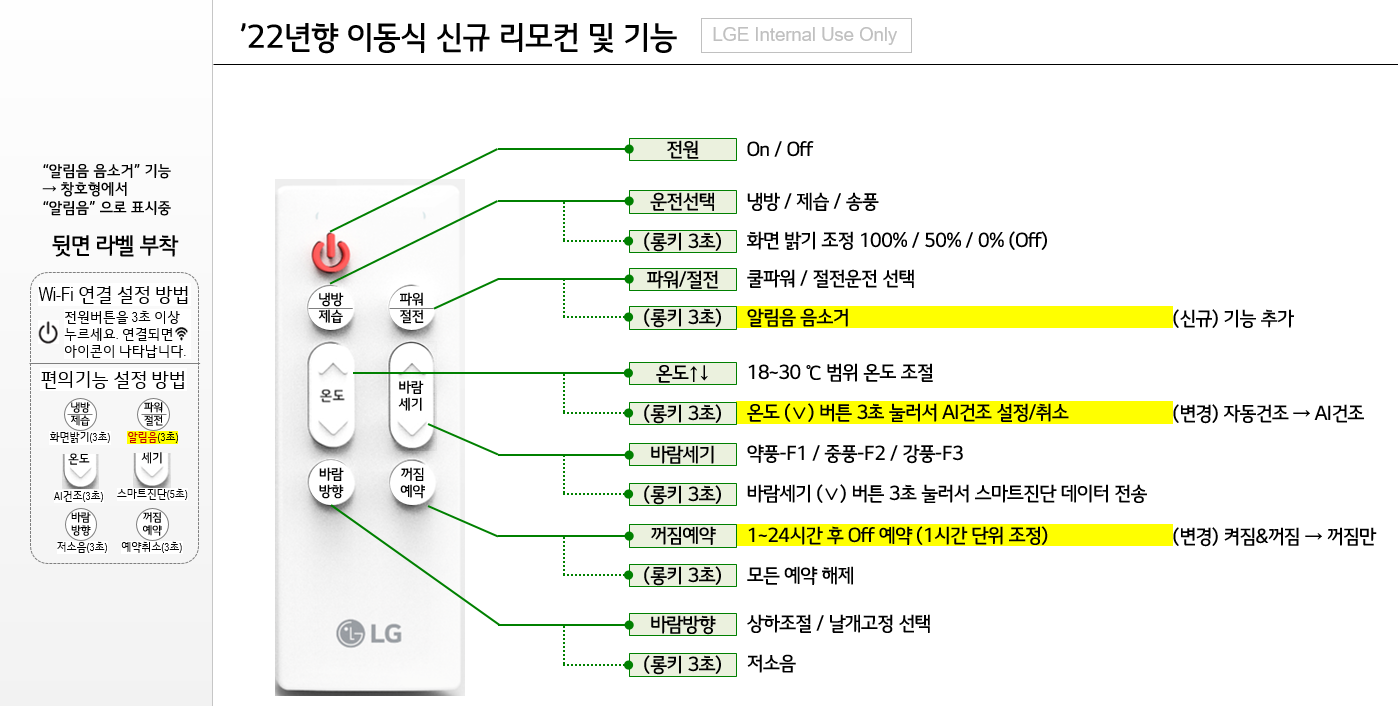 '22년향 이동식 신규 리모컨 및 기능
LGE Internal Use Only
“알림음 음소거” 기능
→ 창호형에서
“알림음” 으로 표시중
뒷면 라벨 부착
Wi-Fi 연결 설정 방법
전원버튼을 3초 이상
누르세요. 연결되면
아이콘이 나타납니다.
편의기능 설정 방법
냉방
제습
화면밝기(3초)
파워
절전
알림음(3초)
온도
AI건조(3초)
세기
스마트진단(5초)
바람
방향
저소음(3초)
꺼짐
예약
예약취소(3초)
냉방
제습
파워
절전
온도
바람
세기
바람
방향
꺼짐
예약
LG
전원 On / Off
운전선택 냉방 / 제습 / 송풍
(롱키 3초) 화면 밝기 조정 100% / 50% / 0% (Off)
파워/절전 쿨파워 / 절전운전 선택
(롱키 3초) 알림음 음소거 (신규) 기능 추가
온도↑↓ 18~30 ℃ 범위 온도 조절
(롱키 3초) 온도 (∨) 버튼 3초 눌러서 AI건조 설정/취소 (변경) 자동건조 → AI건조
바람세기 약풍-F1 / 중풍-F2 / 강풍-F3
(롱키 3초) 바람세기 (∨) 버튼 3초 눌러서 스마트진단 데이터 전송
꺼짐예약 1~24시간 후 Off 예약 (1시간 단위 조정) (변경) 켜짐&꺼짐 → 꺼짐만
(롱키 3초) 모든 예약 해제
바람방향 상하조절 / 날개고정 선택
(롱키 3초) 저소음